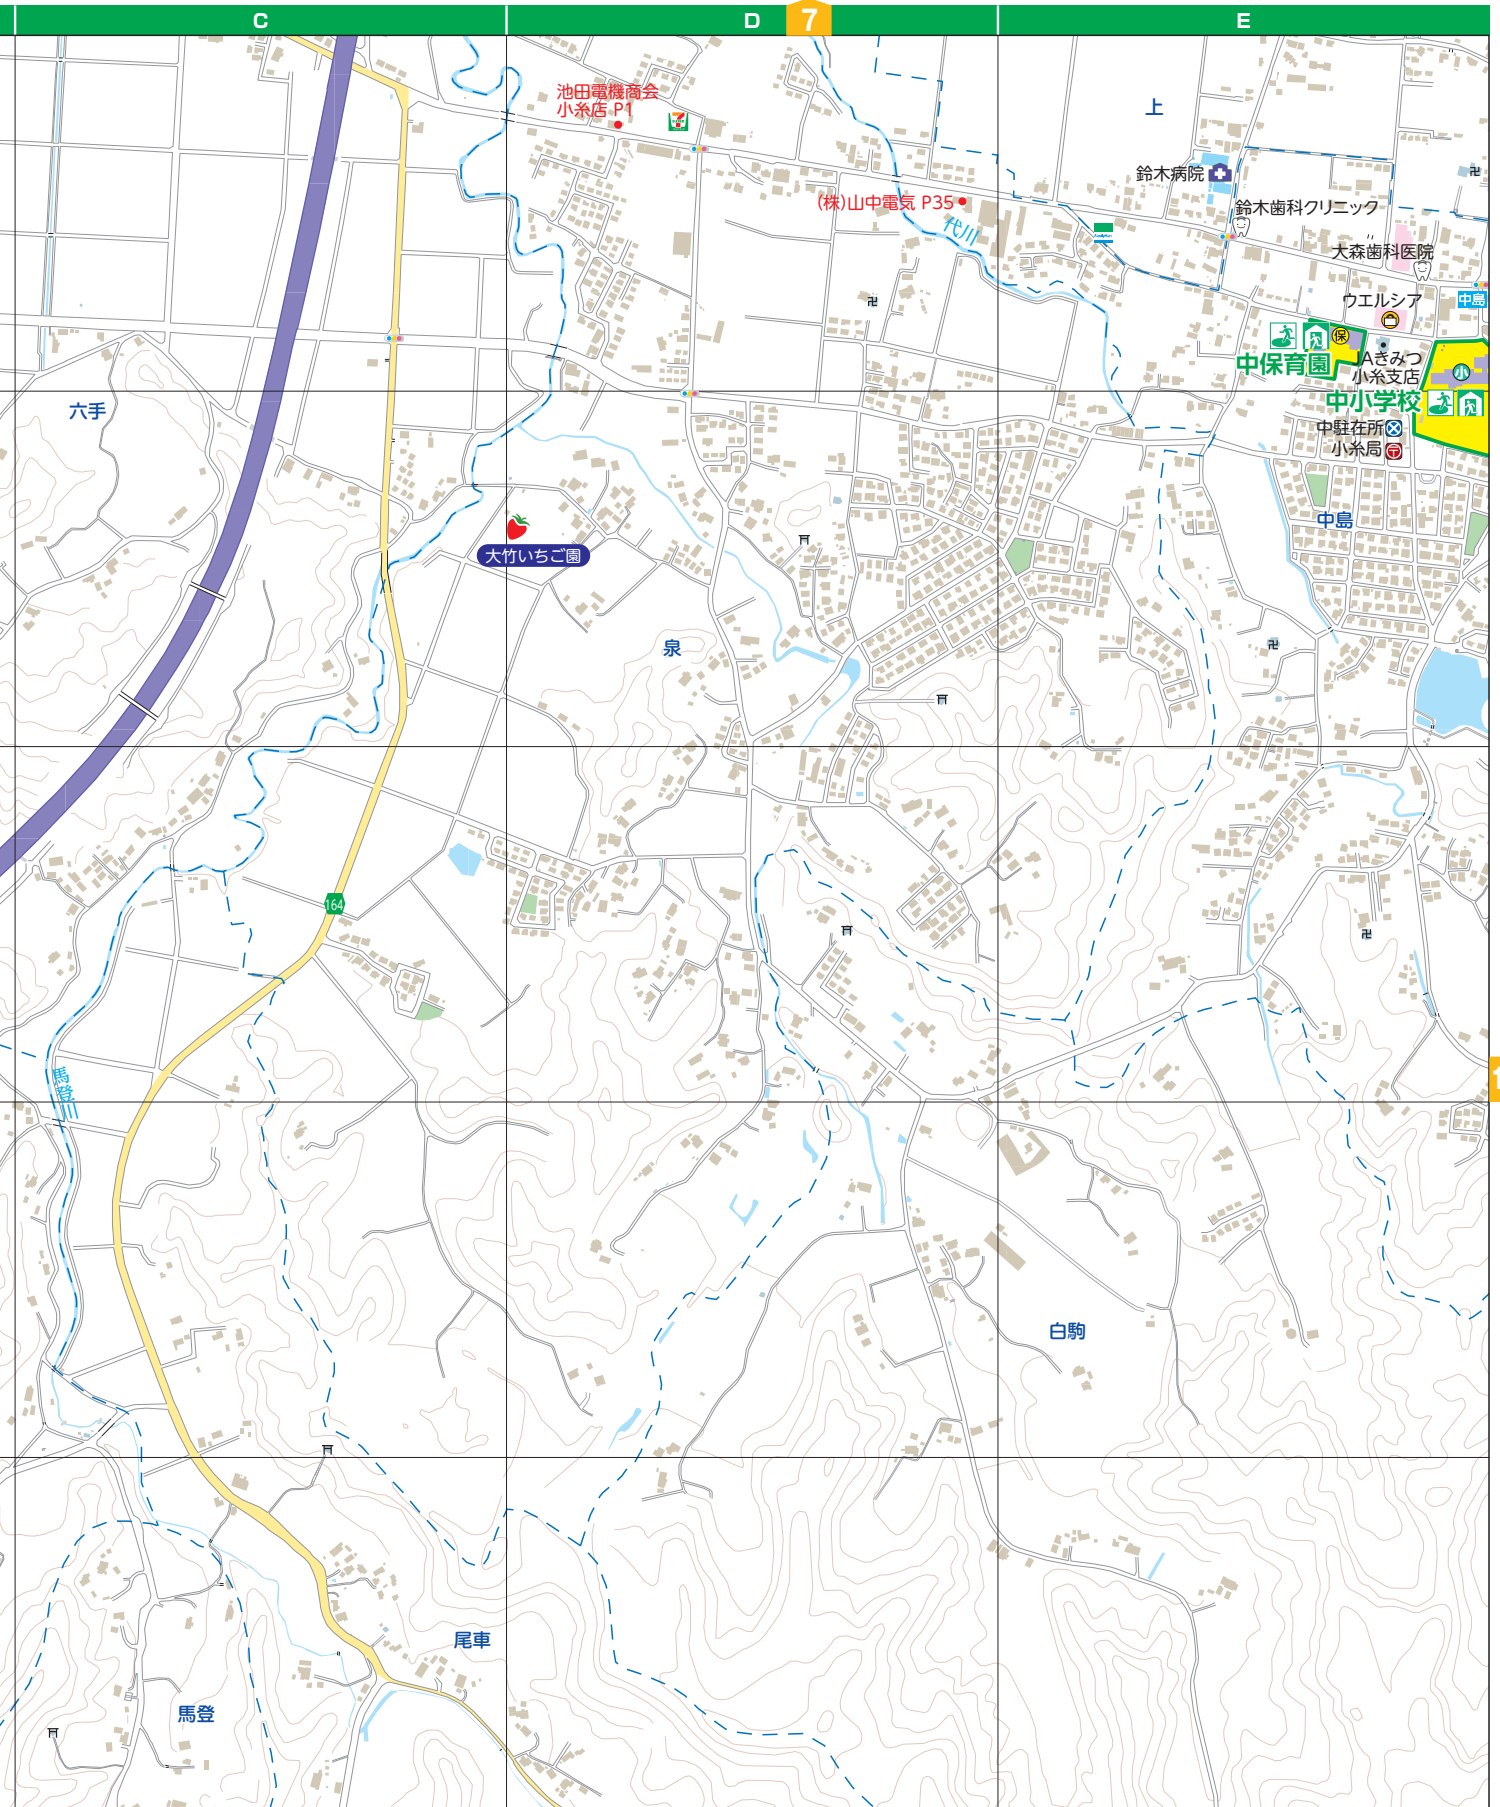 C
D
7
E
池田電機商会
小糸店 P1
上
鈴木病院
(株)山中電気 P35
代川
鈴木歯科クリニック
大森歯科医院
ウエルシア
中島
保
中保育園
JAきみつ
小糸支店
小
六手
中小学校
中駐在所
小糸局
中島
大竹いちご園
泉
164
馬登川
白駒
尾車
馬登